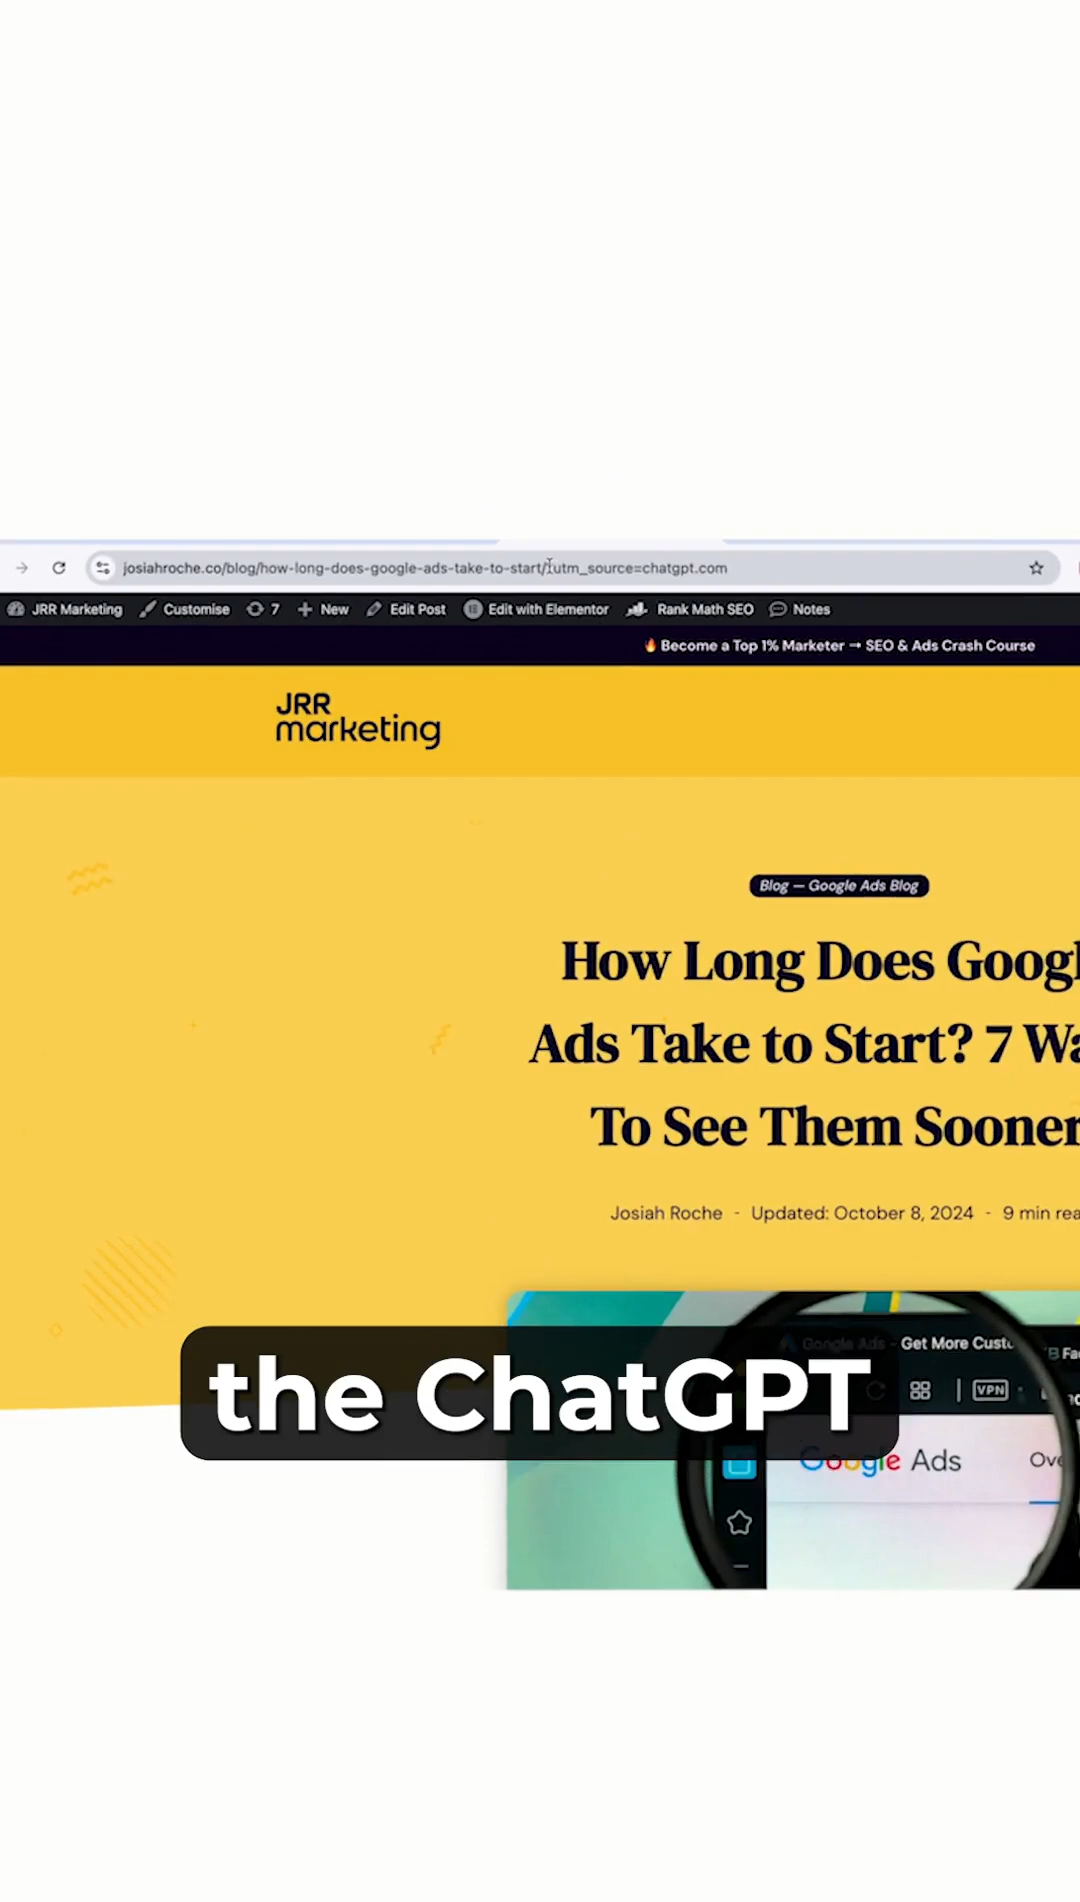 josiahroche.co/blog/how-long-does-google-ads-take-to-start/?utm_source=chatgpt.com
JRR Marketing Customise 7 New Edit Post Edit with Elementor Rank Math SEO Notes
🔥 Become a Top 1% Marketer → SEO & Ads Crash Course
JRR
marketing
Blog — Google Ads Blog
How Long Does Googl
Ads Take to Start? 7 Wa
To See Them Sooner
Josiah Roche - Updated: October 8, 2024 - 9 min rea
Google Ads - Get More Custo
VPN
the ChatGPT
Google Ads
Ove